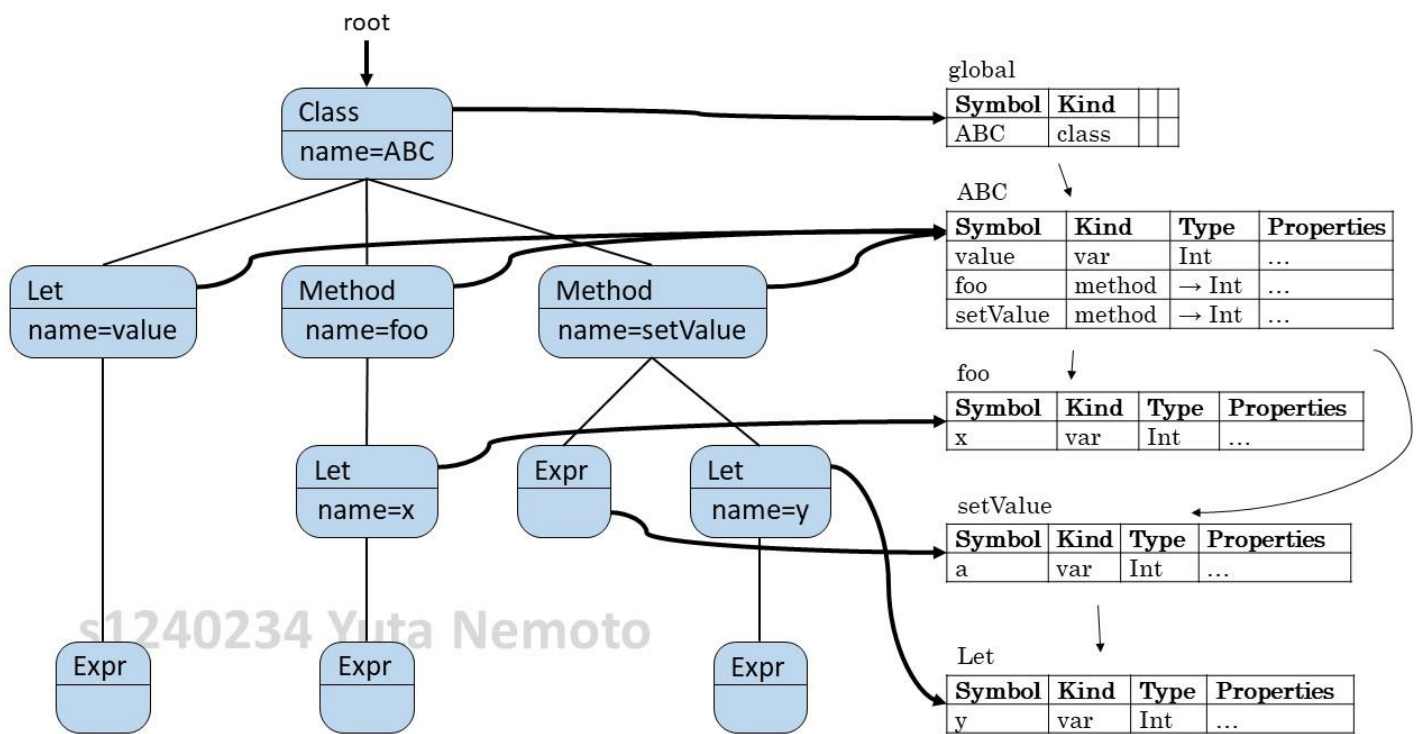 root
Class
name=ABC
Let
name=value
Method
name=foo
Method
name=setValue
Let
name=x
Expr
Let
name=y
Expr
Expr
Expr
s1240234 Yuta Nemoto
global
Symbol Kind
ABC class
ABC
Symbol Kind Type Properties
value var Int ...
foo method → Int ...
setValue method → Int ...
foo
Symbol Kind Type Properties
x var Int ...
setValue
Symbol Kind Type Properties
a var Int ...
Let
Symbol Kind Type Properties
y var Int ...